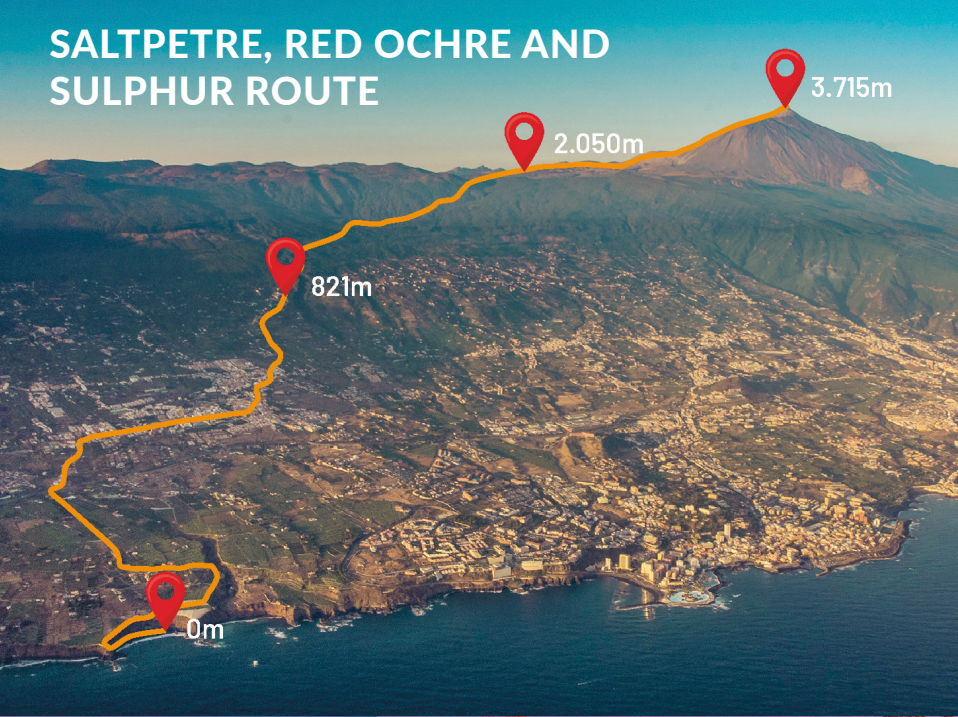 SALTPETRE, RED OCHRE AND
SULPHUR ROUTE
3.715m
2.050m
821m
0m